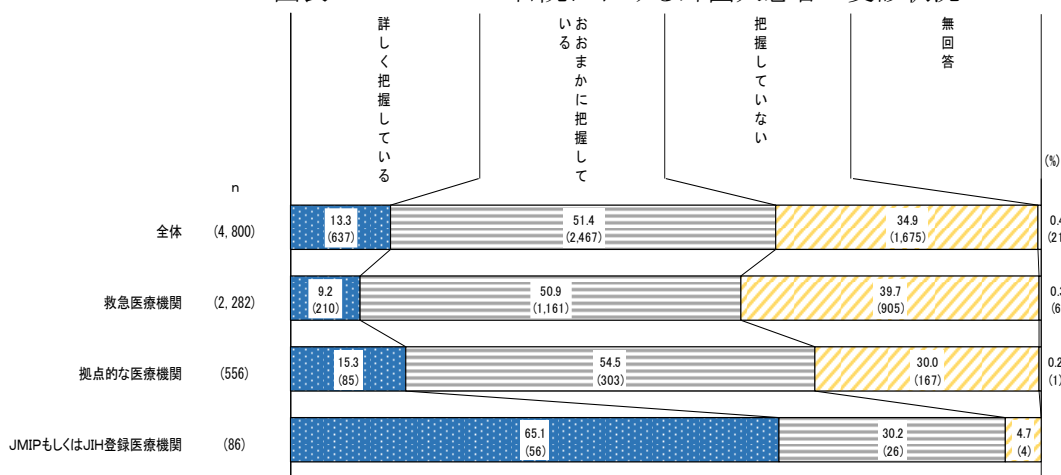 詳しく把握している
おおまかに把握して
いる
把握していない
無回答
(%)
n
全体 (4,800) 13.3 (637) 51.4 (2,467) 34.9 (1,675) 0.4
救急医療機関 (2,282) 9.2 (210) 50.9 (1,161) 39.7 (905)
拠点的な医療機関 (556) 15.3 (85) 54.5 (303) 30.0 (167) 0.2 (1)
JMIPもしくはJIH登録医療機関 (86) 65.1 (56) 30.2 (26) 4.7 (4)